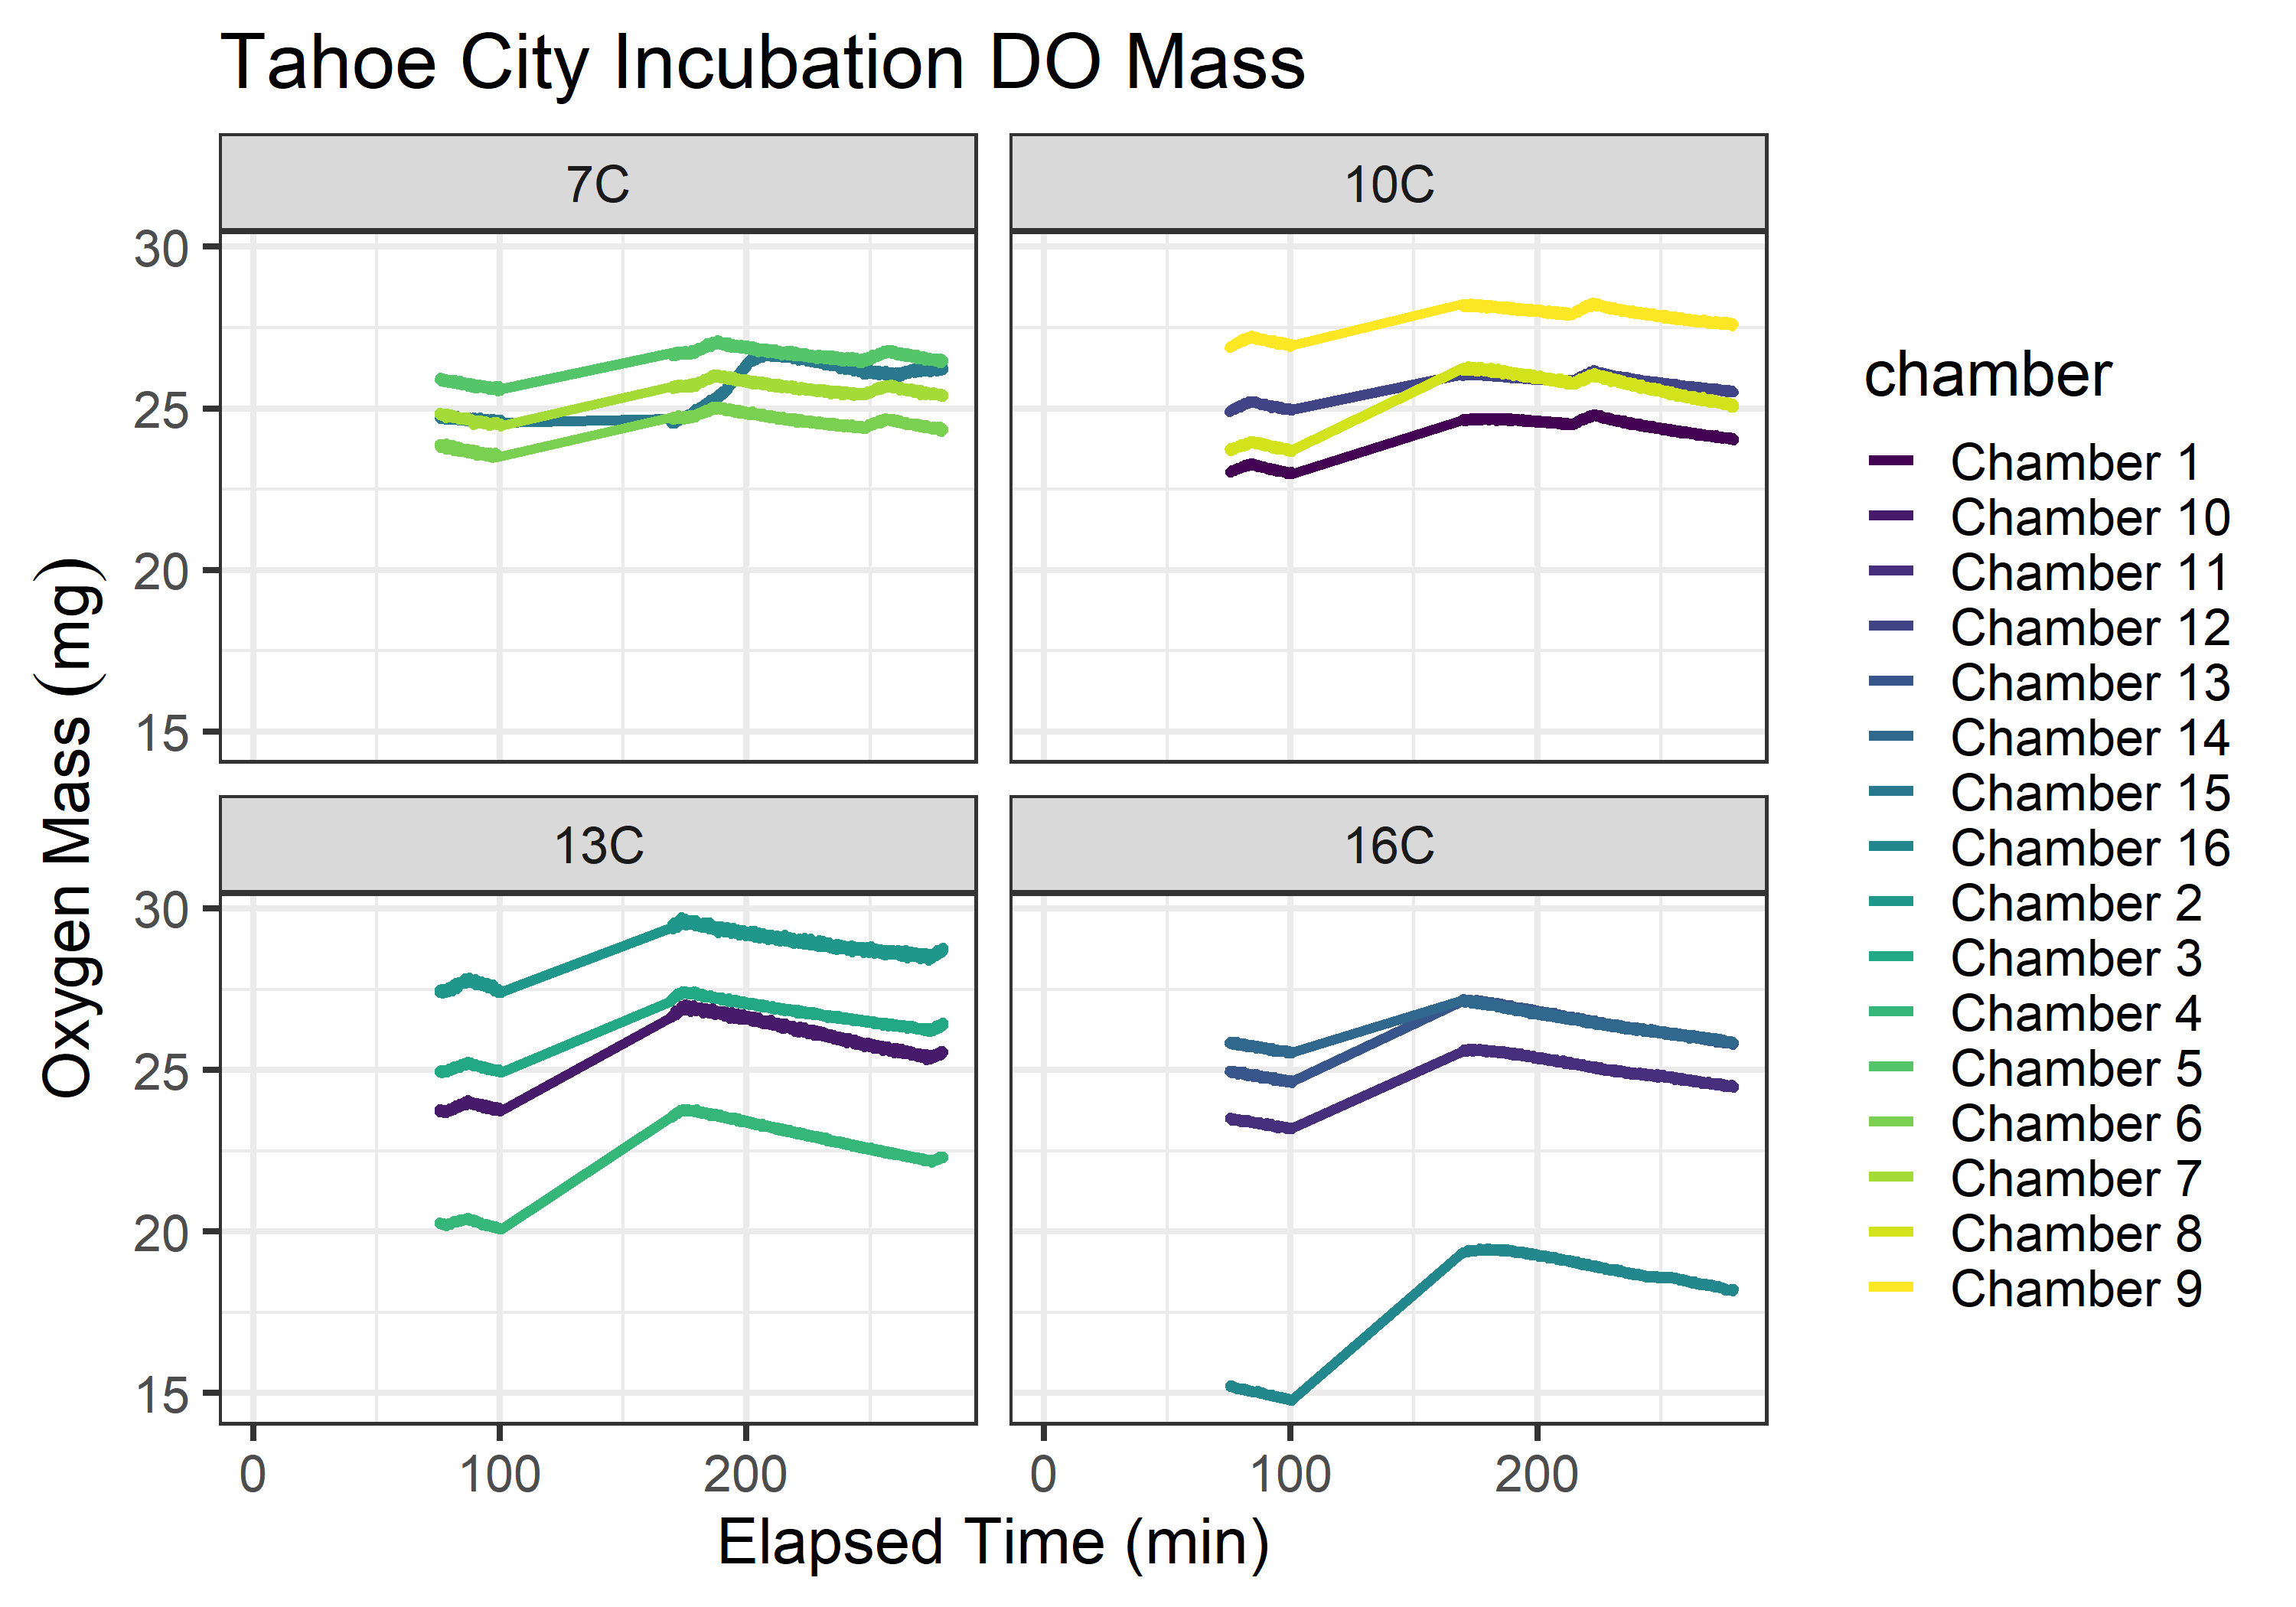 Tahoe City Incubation DO Mass
7C
10C
30
25
20
15
13C
16C
30
25
20
15
0
100
200
0
100
200
Elapsed Time (min)
Oxygen Mass (mg)
chamber
Chamber 1
Chamber 10
Chamber 11
Chamber 12
Chamber 13
Chamber 14
Chamber 15
Chamber 16
Chamber 2
Chamber 3
Chamber 4
Chamber 5
Chamber 6
Chamber 7
Chamber 8
Chamber 9